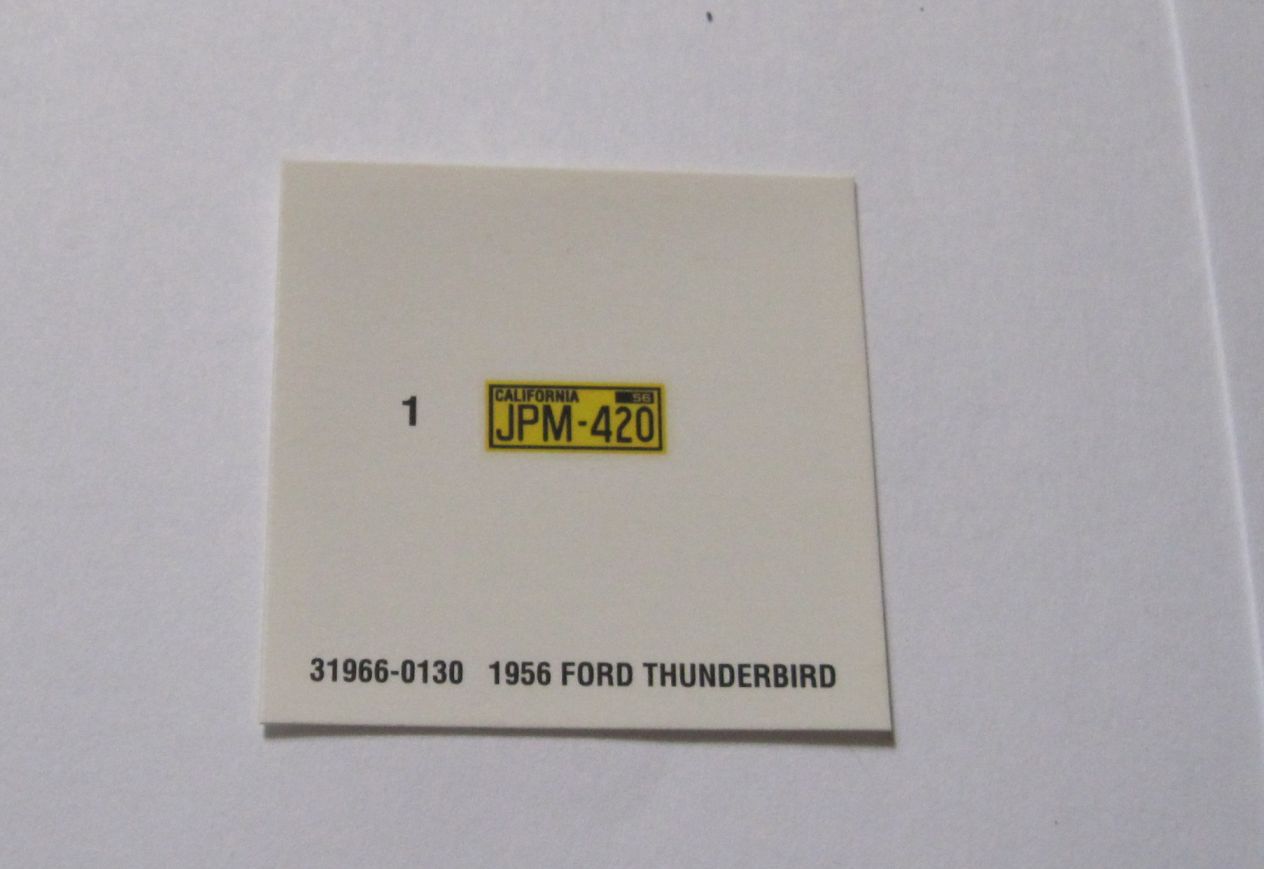 1
CALIFORNIA 56
JPM-420
31966-0130 1956 FORD THUNDERBIRD